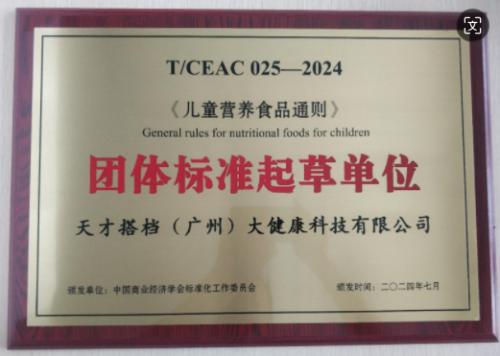 T/CEAC 025—2024
《儿童营养食品通则》
General rules for nutritional foods for children
团体标准起草单位
天才搭档（广州）大健康科技有限公司
颁发单位：中国商业经济学会标准化工作委员会 颁发时间：二〇二四年七月